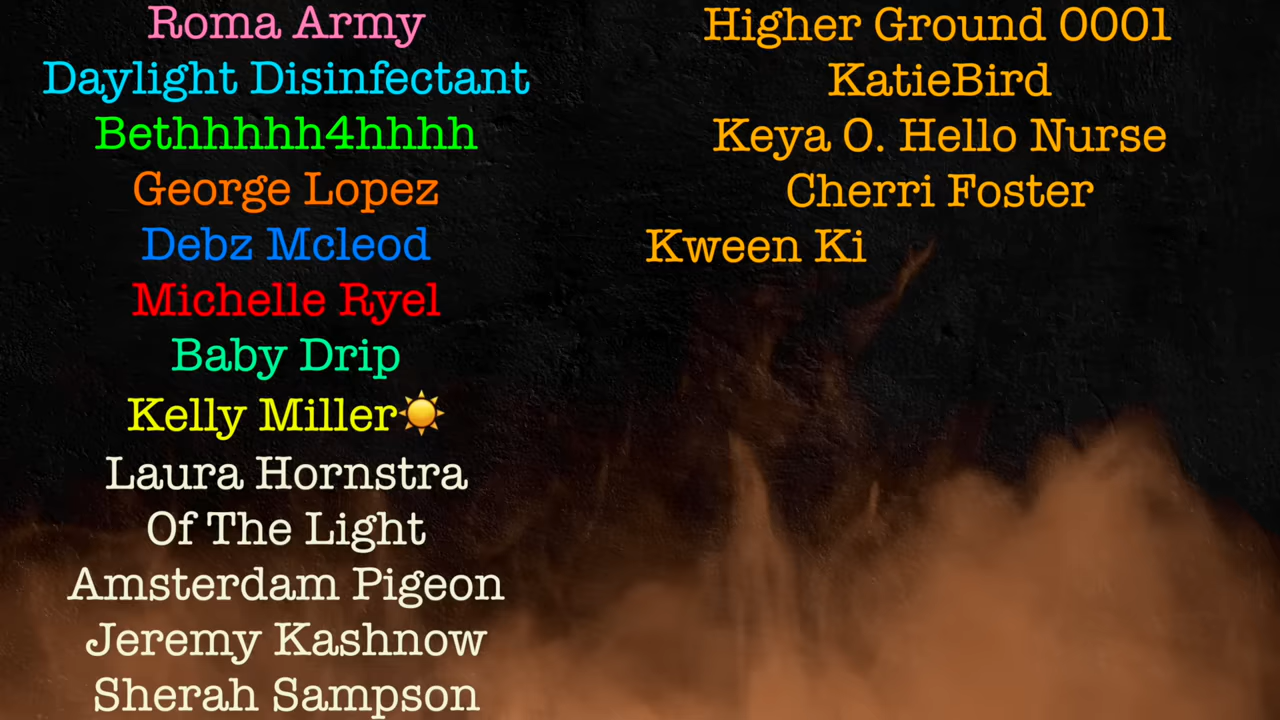 Roma Army
Daylight Disinfectant
Bethhhhhh4hhhh
George Lopez
Debz Mcleod
Michelle Ryel
Baby Drip
Kelly Miller☀️
Laura Hornstra
Of The Light
Amsterdam Pigeon
Jeremy Kashnow
Sherah Sampson
Higher Ground 0001
KatieBird
Keya O. Hello Nurse
Cherri Foster
Kween Ki